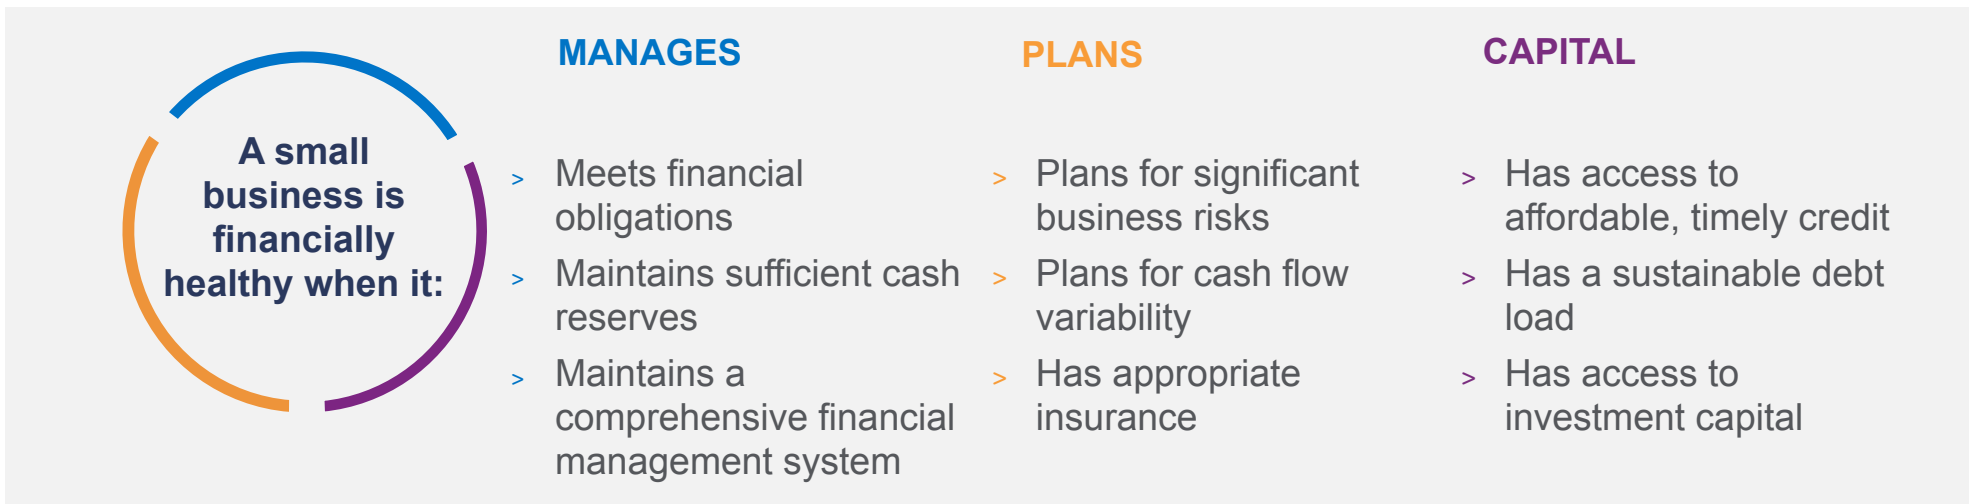 A small
business is
financially
healthy when it:
MANAGES
> Meets financial
obligations
> Maintains sufficient cash
reserves
> Maintains a
comprehensive financial
management system
PLANS
> Plans for significant
business risks
> Plans for cash flow
variability
> Has appropriate
insurance
CAPITAL
> Has access to
affordable, timely credit
> Has a sustainable debt
load
> Has access to
investment capital